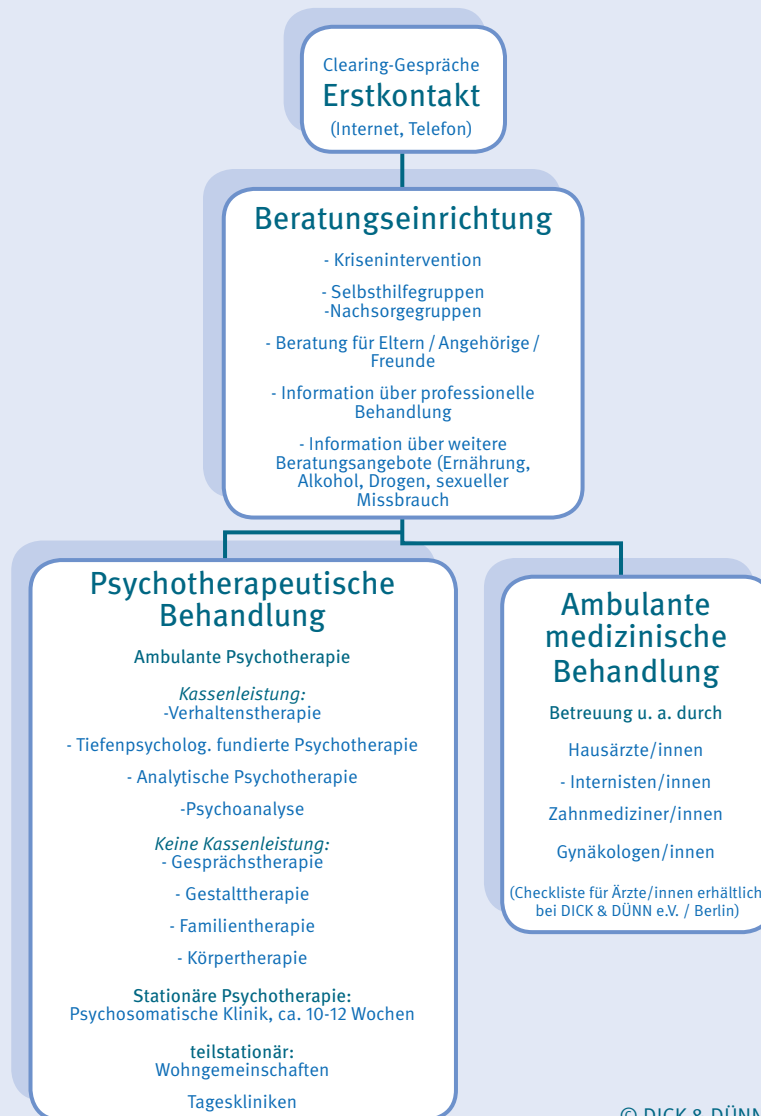 Clearing-Gespräche
Erstkontakt
(Internet, Telefon)
Beratungseinrichtung
- Krisenintervention
- Selbsthilfegruppen
-Nachsorgegruppen
- Beratung für Eltern / Angehörige /
Freunde
- Information über professionelle
Behandlung
- Information über weitere
Beratungsangebote (Ernährung,
Alkohol, Drogen, sexueller
Missbrauch
Psychotherapeutische
Behandlung
Ambulante Psychotherapie
Kassenleistung:
-Verhaltenstherapie
- Tiefenpsycholog. fundierte Psychotherapie
- Analytische Psychotherapie
-Psychoanalyse
Keine Kassenleistung:
- Gesprächstherapie
- Gestalttherapie
- Familientherapie
- Körpertherapie
Stationäre Psychotherapie:
Psychosomatische Klinik, ca. 10-12 Wochen
teilstationär:
Wohngemeinschaften
Tageskliniken
Ambulante
medizinische
Behandlung
Betreuung u. a. durch
Hausärzte/innen
- Internisten/innen
Zahnmediziner/innen
Gynäkologen/innen
(Checkliste für Ärzte/innen erhältlich
bei DICK & DÜNN e.V. / Berlin)
© DICK & DÜNN